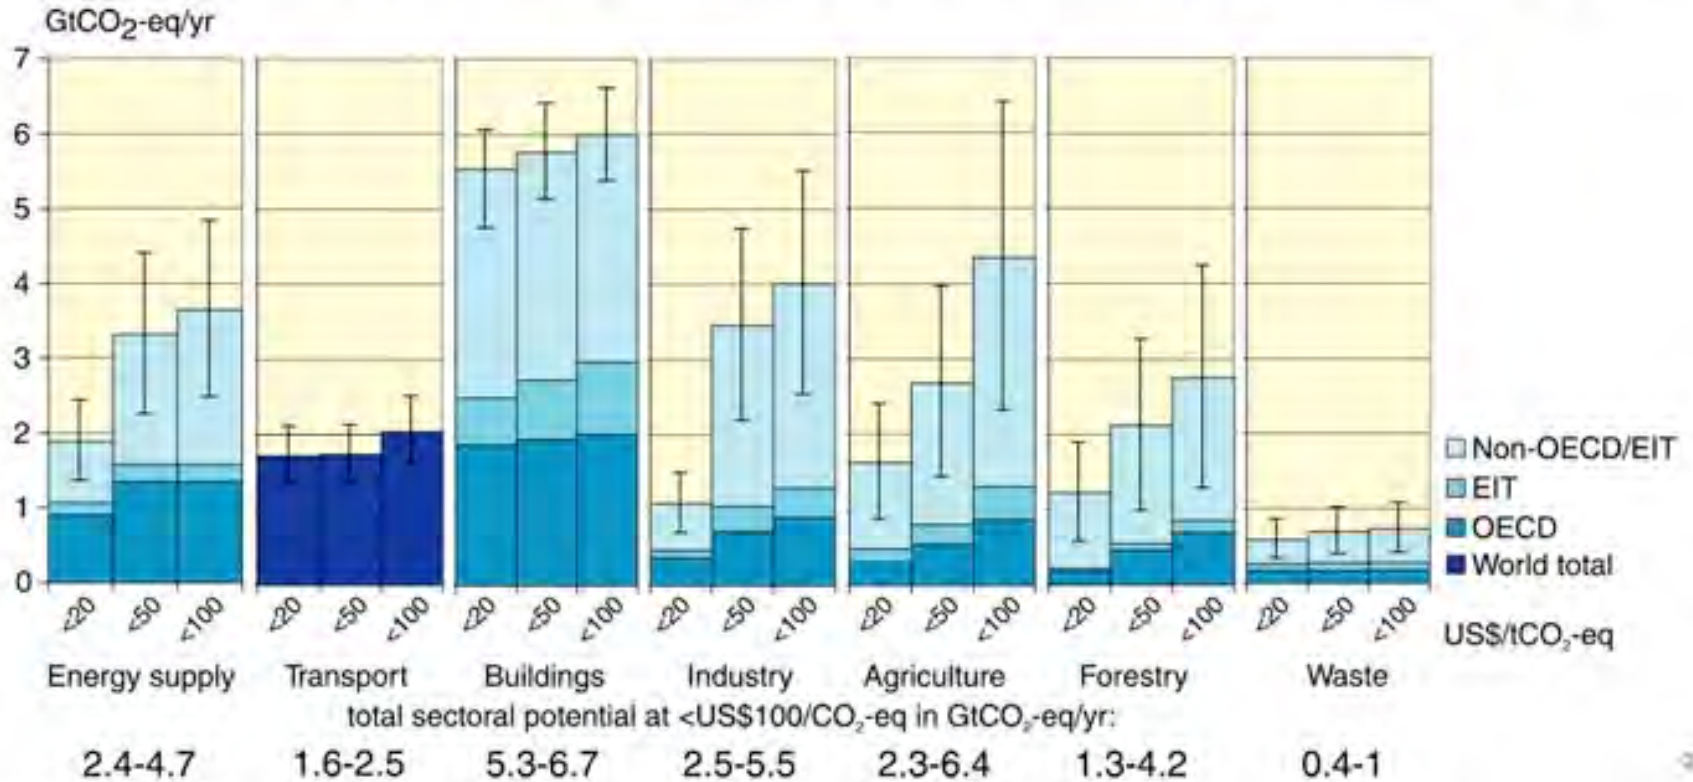 GtCO2-eq/yr
7
6
5
4
3
2
1
0
Non-OECD/EIT
EIT
OECD
World total
<20 <50 <100 <20 <50 <100 <20 <50 <100 <20 <50 <100 <20 <50 <100 <20 <50 <100 <20 <50 <100
US$/tCO₂-eq
Energy supply Transport Buildings Industry Agriculture Forestry Waste
total sectoral potential at <US$100/CO₂-eq in GtCO₂-eq/yr:
2.4-4.7 1.6-2.5 5.3-6.7 2.5-5.5 2.3-6.4 1.3-4.2 0.4-1